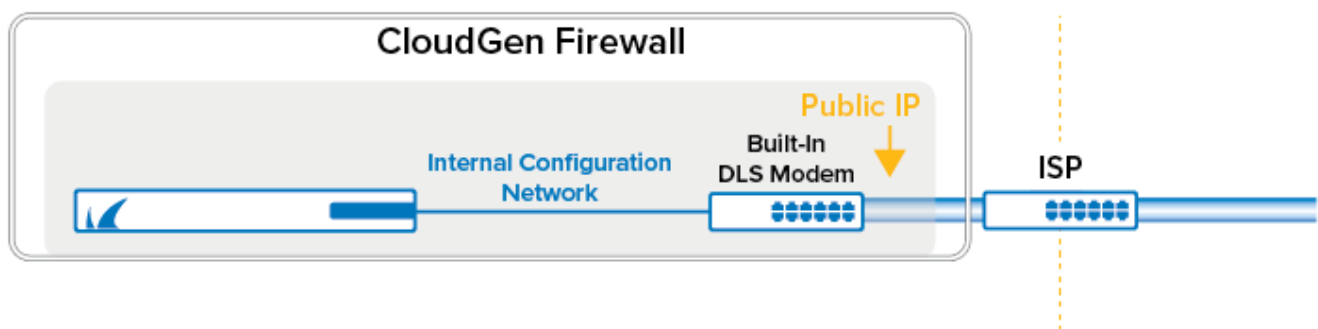 CloudGen Firewall
Public IP
Built-In
DLS Modem
Internal Configuration
Network
ISP